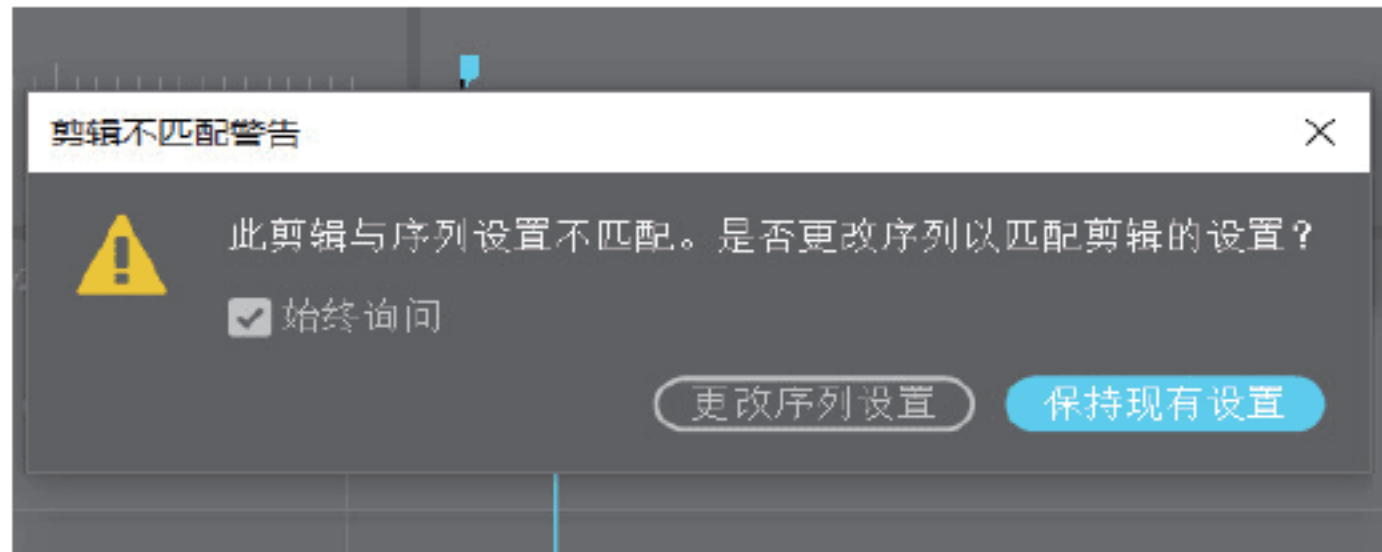 剪辑不匹配警告
此剪辑与序列设置不匹配。是否更改序列以匹配剪辑的设置?
始终询问
更改序列设置
保持现有设置